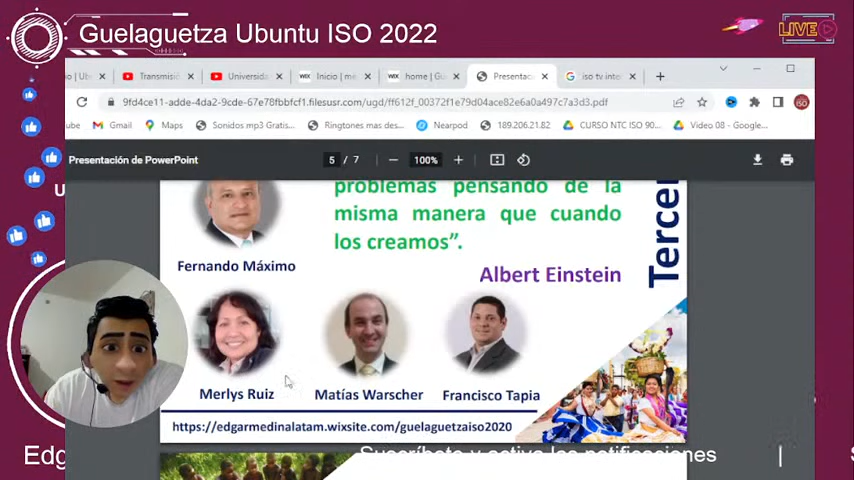 Guelaguetza Ubuntu ISO 2022
LIVE
Transmisió
Universida
Inicio | me
home | Gu
Presentac
iso tv inte
9fd4ce11-adde-4da2-9cde-67e78fbbfcf1.filesusr.com/ugd/ff612f_00372f1e79d04ace82e6a0a497c7a3d3.pdf
ube
Gmail
Maps
Sonidos mp3 Gratis...
Ringtones mas des...
Nearpod
189.206.21.82
CURSO NTC ISO 90...
Video 08 - Google...
Presentación de PowerPoint
5 / 7
100%
problemas pensando de la
misma manera que cuando
los creamos”.
Albert Einstein
Tercer
Fernando Máximo
Merlys Ruiz
Matías Warscher
Francisco Tapia
https://edgarmedinalatam.wixsite.com/guelaguetzaiso2020
Edg
Suscríbete y activa las notificaciones